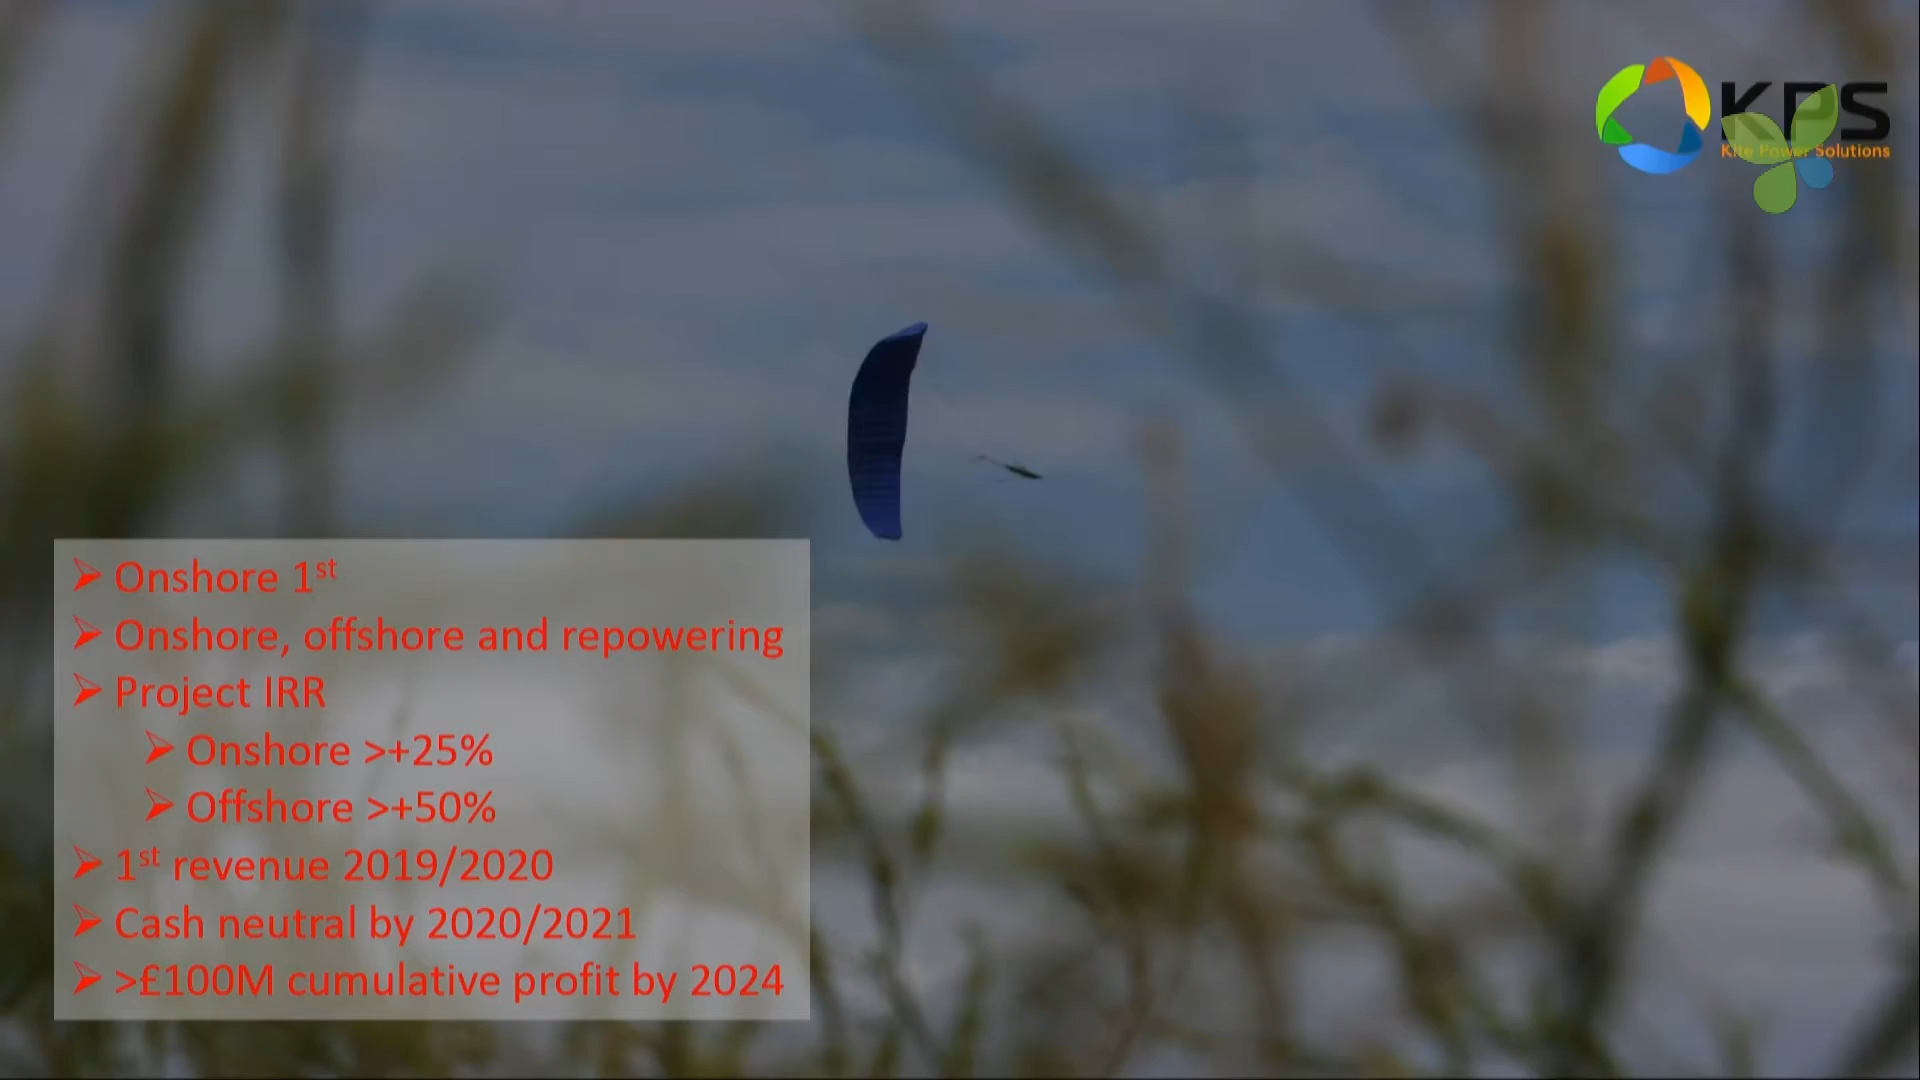 KPS
Kite Power Solutions
➢ Onshore 1st
➢ Onshore, offshore and repowering
➢ Project IRR
➢ Onshore >+25%
➢ Offshore >+50%
➢ 1st revenue 2019/2020
➢ Cash neutral by 2020/2021
➢ >£100M cumulative profit by 2024